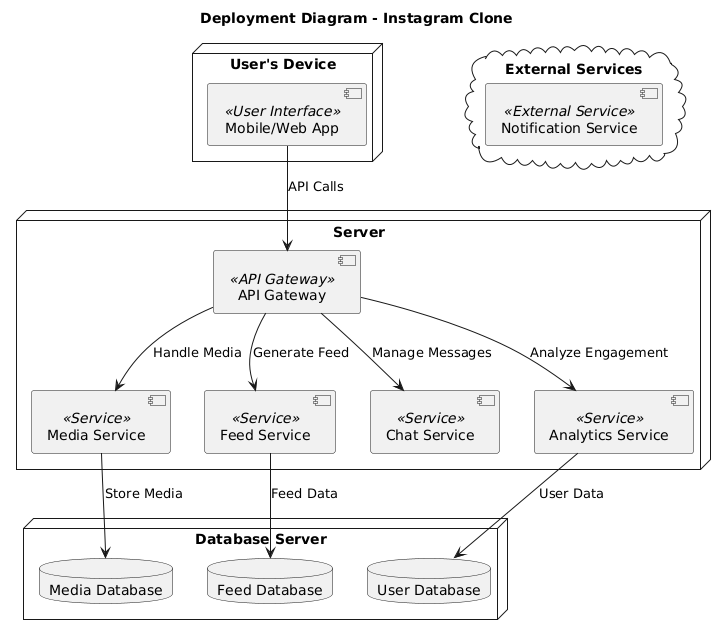 Deployment Diagram - Instagram Clone
User's Device
«User Interface»
Mobile/Web App
External Services
«External Service»
Notification Service
API Calls
Server
«API Gateway»
API Gateway
Handle Media
Generate Feed
Manage Messages
Analyze Engagement
«Service»
Media Service
«Service»
Feed Service
«Service»
Chat Service
«Service»
Analytics Service
Store Media
Feed Data
User Data
Database Server
Media Database
Feed Database
User Database